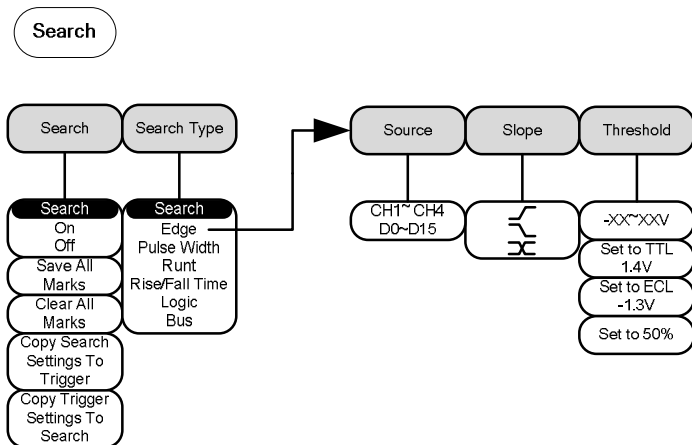 Search
Search
Search Type
Source
Slope
Threshold
Search
On
Off
Save All
Marks
Clear All
Marks
Copy Search
Settings To
Trigger
Copy Trigger
Settings To
Search
Search
Edge
Pulse Width
Runt
Rise/Fall Time
Logic
Bus
CH1~ CH4
D0~D15
-XX~XXV
Set to TTL
1.4V
Set to ECL
-1.3V
Set to 50%